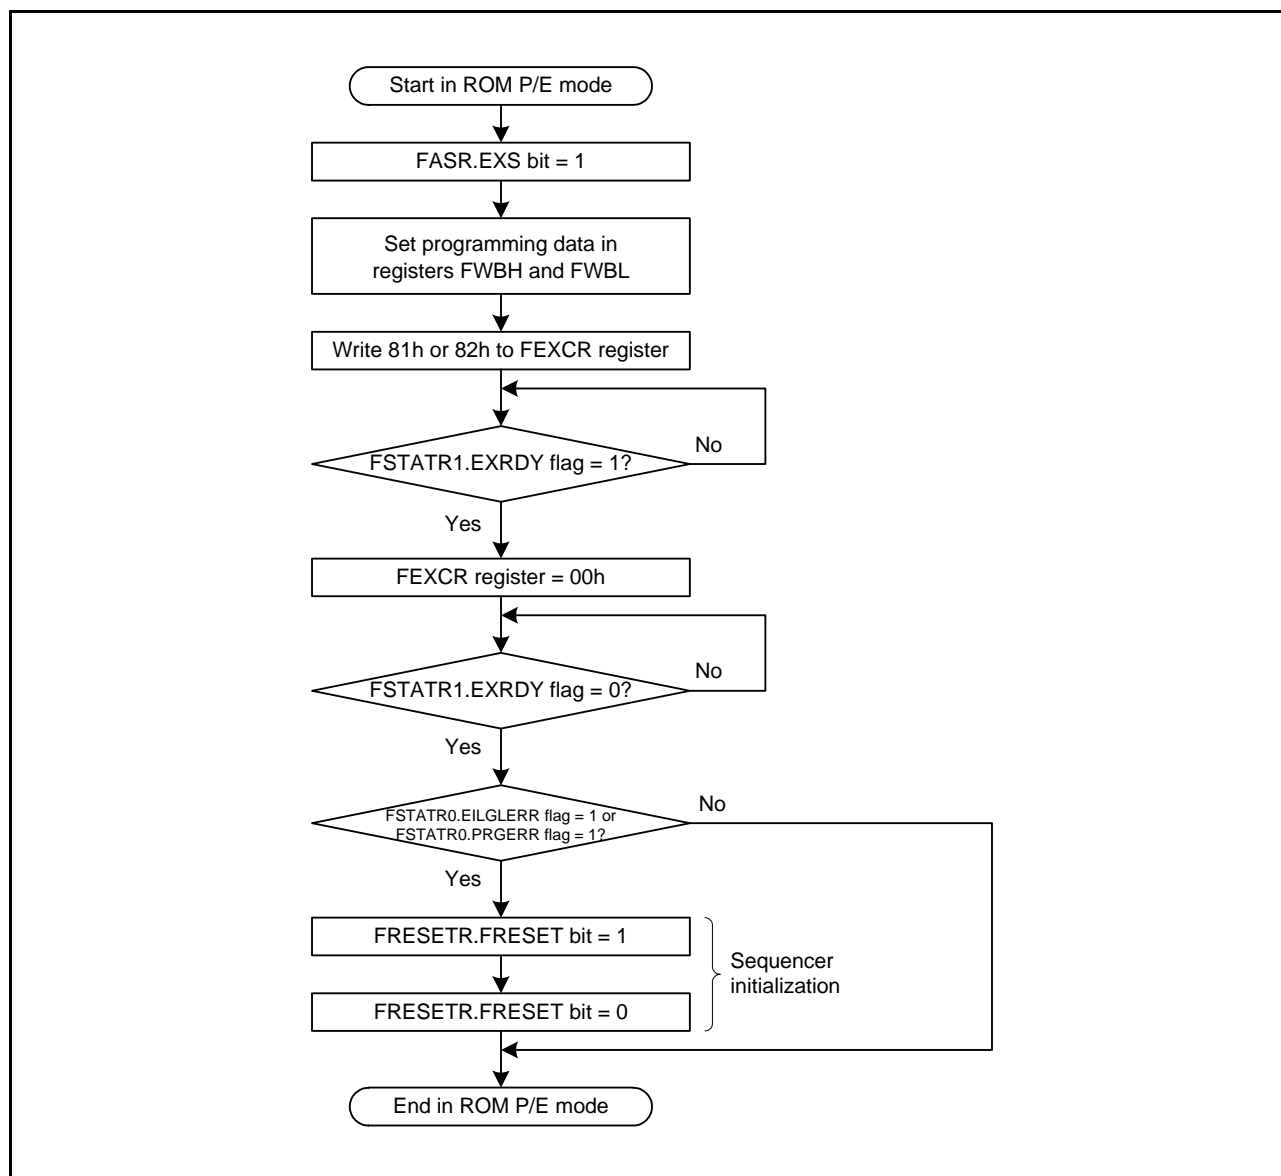 Start in ROM P/E mode
FASR.EXS bit = 1
Set programming data in
registers FWBH and FWBL
Write 81h or 82h to FEXCR register
No
FSTATR1.EXRDY flag = 1?
Yes
FEXCR register = 00h
No
FSTATR1.EXRDY flag = 0?
Yes
No
FSTATR0.EILGLERR flag = 1 or
FSTATR0.PRGERR flag = 1?
Yes
FRESETR.FRESET bit = 1
Sequencer
initialization
FRESETR.FRESET bit = 0
End in ROM P/E mode